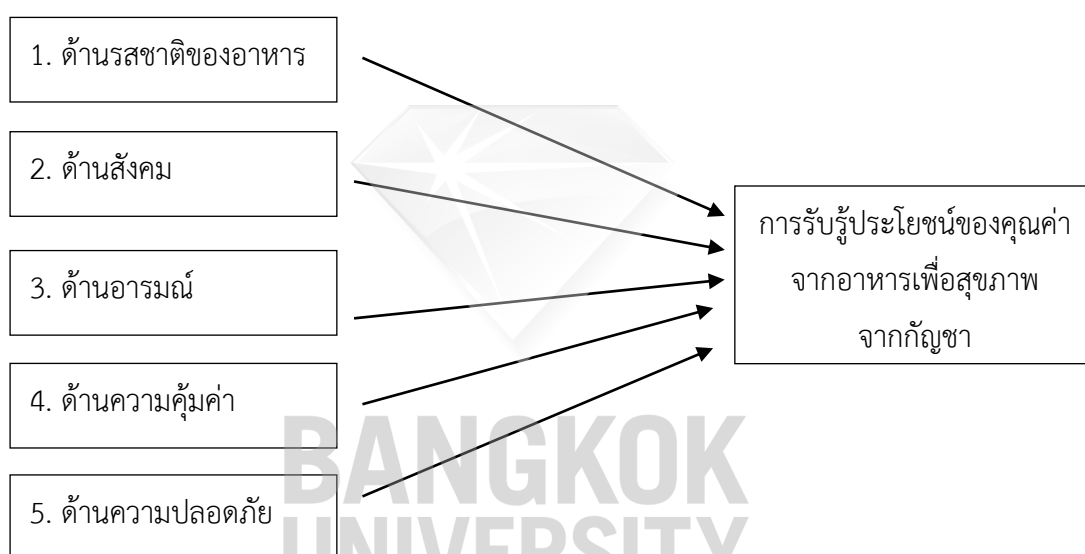 1. ด้านรสชาติของอาหาร
2. ด้านสังคม
3. ด้านอารมณ์
4. ด้านความคุ้มค่า
5. ด้านความปลอดภัย
การรับรู้ประโยชน์ของคุณค่า
จากอาหารเพื่อสุขภาพ
จากกัญชา
BANGKOK
UNIVERSITY